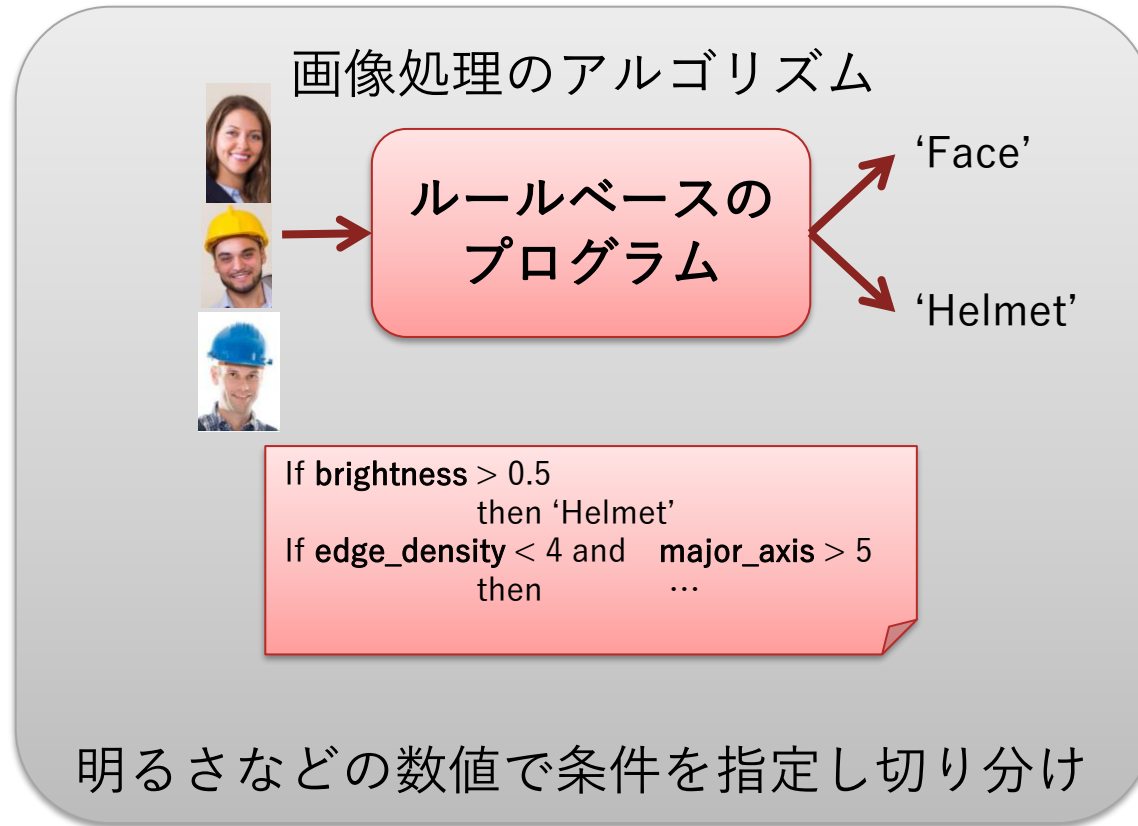 画像処理のアルゴリズム
ルールベースの
プログラム
‘Face’
‘Helmet’
If brightness > 0.5
then ‘Helmet’
If edge_density < 4 and major_axis > 5
then …
明るさなどの数値で条件を指定し切り分け